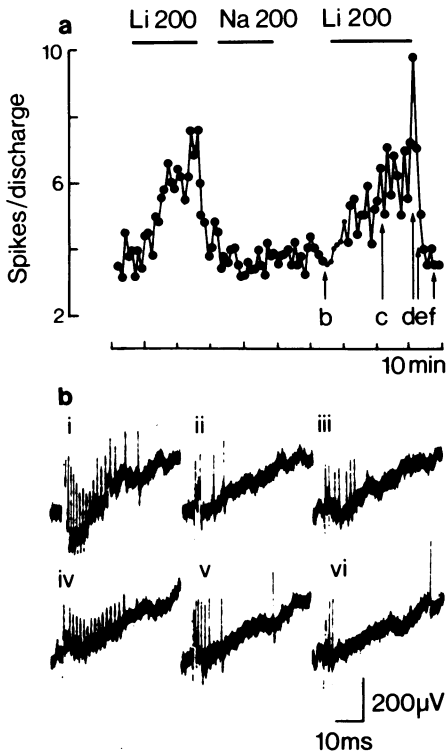 a
Li 200 Na 200 Li 200
Spikes/discharge
10
6
2
b c d e f
10 min
b
i ii iii
iv v vi
200µV
10ms